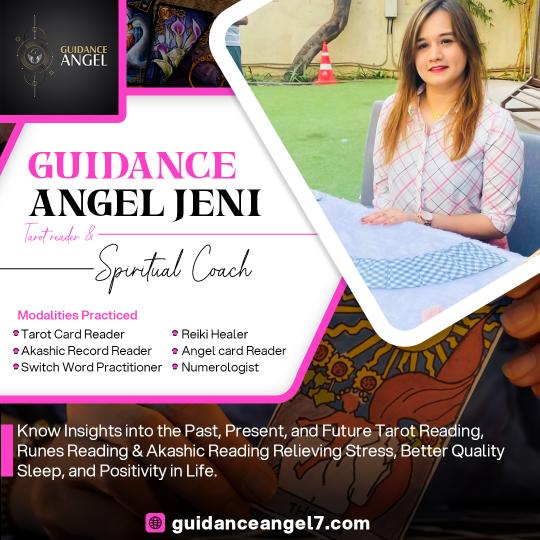 GUIDANCE
ANGEL
GUIDANCE
ANGEL JENI
Tarot reader &
Spiritual Coach
Modalities Practiced
Tarot Card Reader
Akashic Record Reader
Switch Word Practitioner
Reiki Healer
Angel card Reader
Numerologist
Know Insights into the Past, Present, and Future Tarot Reading,
Runes Reading & Akashic Reading Relieving Stress, Better Quality
Sleep, and Positivity in Life.
guidanceangel7.com